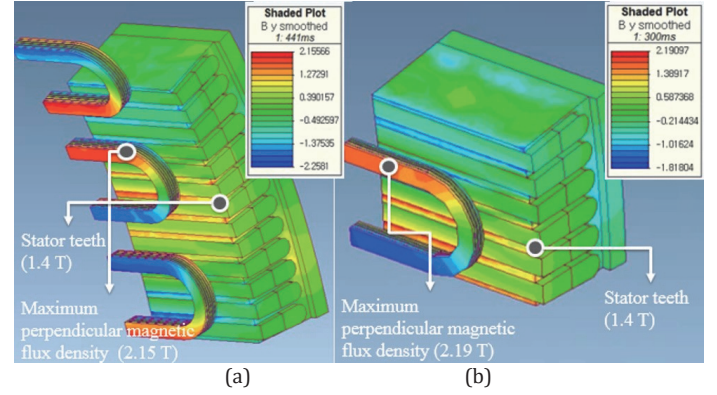 Shaded Plot
B y smoothed
1: 441ms
2.15566
1.27291
0.390157
-0.492597
-1.37535
-2.2581
Stator teeth
(1.4 T)
Maximum
perpendicular magnetic
flux density (2.15 T)
(a)
Shaded Plot
B y smoothed
1: 300ms
2.19097
1.38917
0.587368
-0.214434
-1.01624
-1.81804
Maximum
perpendicular magnetic
flux density (2.19 T)
Stator teeth
(1.4 T)
(b)